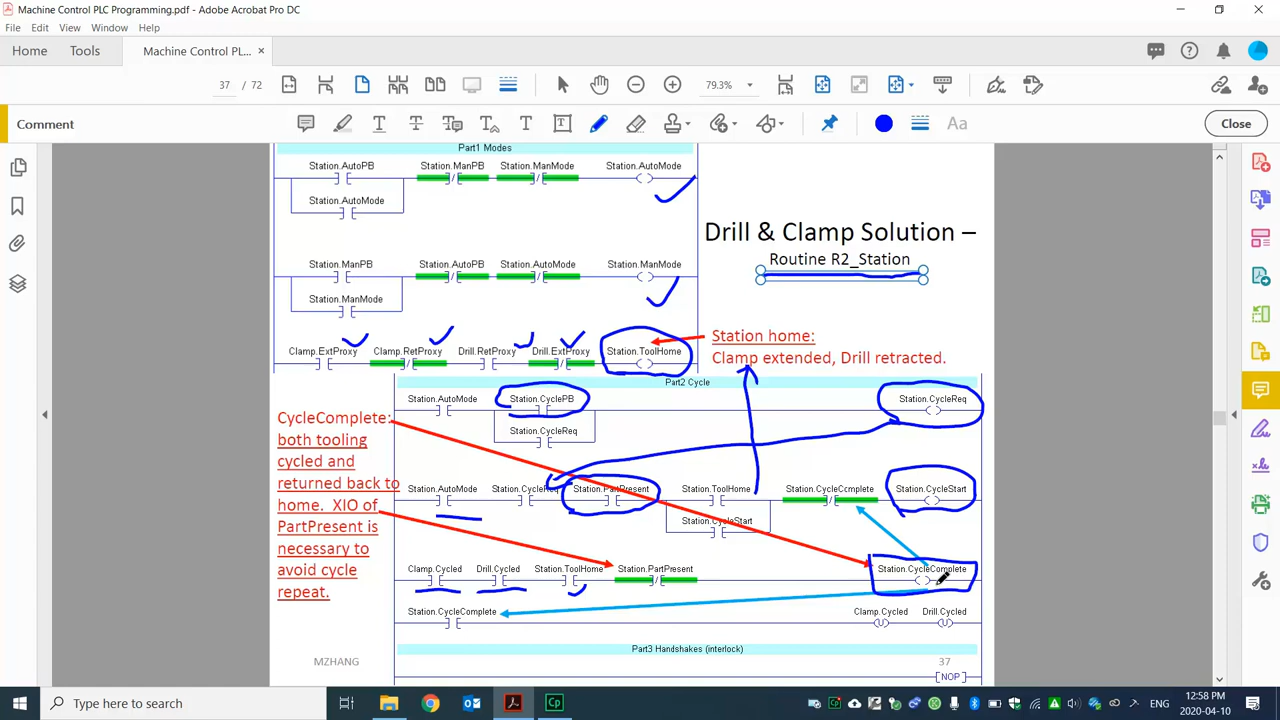 Machine Control PLC Programming.pdf - Adobe Acrobat Pro DC
File Edit View Window Help
Home Tools Machine Control PL... ×
37 / 72 79.3%
Comment Aa Close
Part1 Modes
Station.AutoPB Station.ManPB Station.ManMode Station.AutoMode
Station.AutoMode
Drill & Clamp Solution –
Routine R2_Station
Station.ManPB Station.AutoPB Station.AutoMode Station.ManMode
Station.ManMode
Clamp.ExtProxy Clamp.RetProxy Drill.RetProxy Drill.ExtProxy Station.ToolHome
Station home:
Clamp extended, Drill retracted.
Part2 Cycle
Station.AutoMode Station.CyclePB Station.CycleReq
Station.CycleReq
CycleComplete:
both tooling
cycled and
returned back to
home. XIO of
PartPresent is
necessary to
avoid cycle
repeat.
Station.AutoMode Station.CycleReq Station.PartPresent Station.ToolHome Station.CycleCmplete Station.CycleStart
Station.CycleStart
Clamp.Cycled Drill.Cycled Station.ToolHome Station.PartPresent Station.CycleComplete
Station.CycleComplete Clamp.Cycled Drill.Cycled
U U
Part3 Handshakes (interlock)
MZHANG 37
NOP
Type here to search
ENG
12:58 PM
2020-04-10